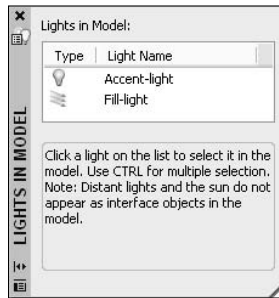 Lights in Model:
Type Light Name
Accent-light
Fill-light
Click a light on the list to select it in the
model. Use CTRL for multiple selection.
Note: Distant lights and the sun do not
appear as interface objects in the
model.
LIGHTS IN MODEL